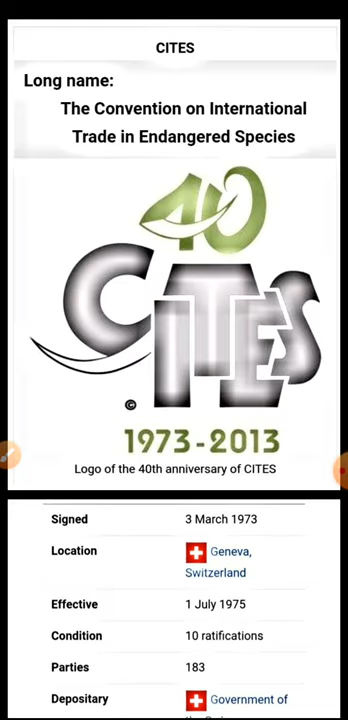 CITES
Long name:
The Convention on International
Trade in Endangered Species
40
CITES
©
1973-2013
Logo of the 40th anniversary of CITES
Signed 3 March 1973
Location Geneva,
Switzerland
Effective 1 July 1975
Condition 10 ratifications
Parties 183
Depositary Government of